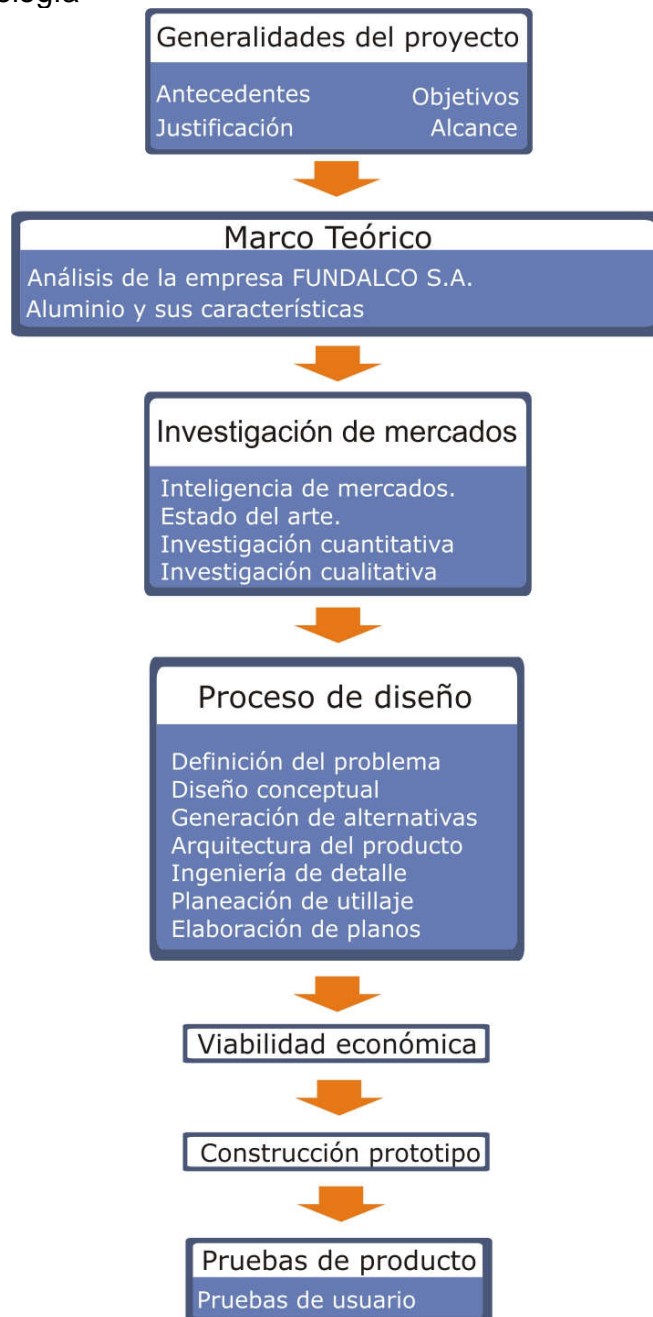 Generalidades del proyecto
Antecedentes Objetivos
Justificación Alcance
Marco Teórico
Análisis de la empresa FUNDALCO S.A.
Aluminio y sus características
Investigación de mercados
Inteligencia de mercados.
Estado del arte.
Investigación cuantitativa
Investigación cualitativa
Proceso de diseño
Definición del problema
Diseño conceptual
Generación de alternativas
Arquitectura del producto
Ingeniería de detalle
Planeación de utillaje
Elaboración de planos
Viabilidad económica
Construcción prototipo
Pruebas de producto
Pruebas de usuario